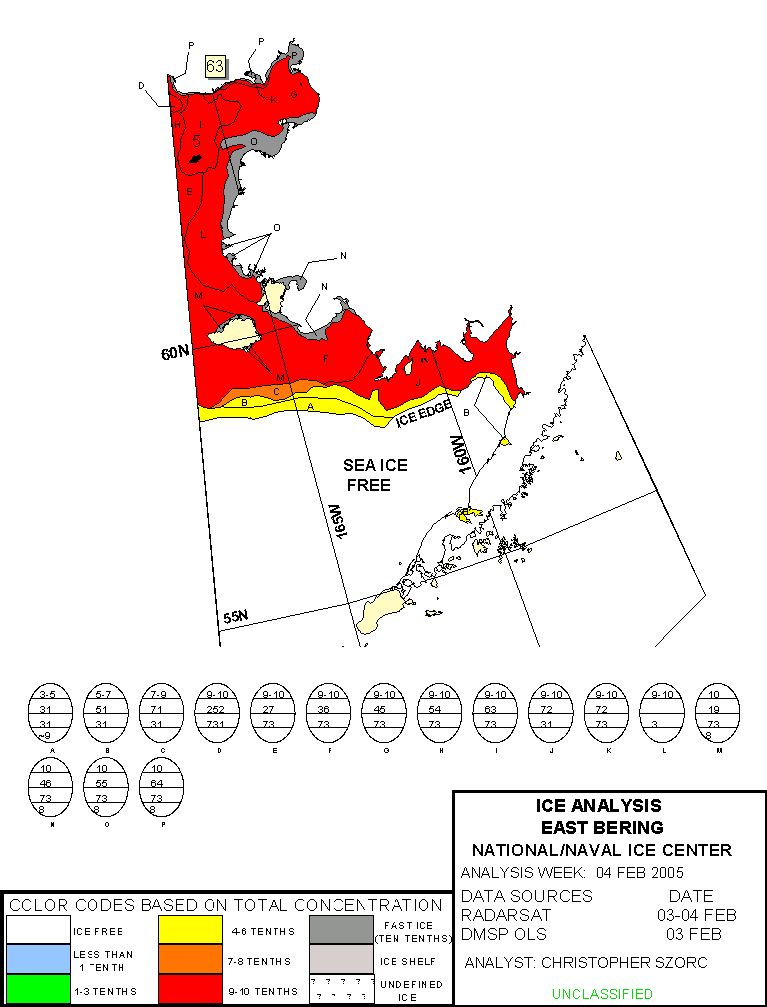 P
P
63
P
D
K
G
H
I
5
O
E
L
O
N
N
M
60N
F
M
K
J
C
B
A
ICE EDGE
B
160W
SEA ICE
FREE
165W
55N
3-5 5-7 7-9 9-10 9-10 9-10 9-10 9-10 9-10 9-10 9-10 9-10 10
31 51 71 252 27 36 45 54 63 72 72 19
31 31 31 731 73 73 73 73 73 31 73 3 73
~9 8
A B C D E F G H I J K L M
10 10 10
46 55 64
73 73 73
8 8 8
N O P
ICE ANALYSIS
EAST BERING
NATIONAL/NAVAL ICE CENTER
ANALYSIS WEEK: 04 FEB 2005
DATA SOURCES DATE
RADARSAT 03-04 FEB
DMSP OLS 03 FEB
ANALYST: CHRISTOPHER SZORC
UNCLASSIFIED
COLOR CODES BASED ON TOTAL CONCENTRATION
ICE FREE
4-6 TENTHS
FAST ICE
(TEN TENTHS)
LESS THAN
1 TENTH
7-8 TENTHS
ICE SHELF
1-3 TENTHS
9-10 TENTHS
? ? ? ? ?
? ? ? ?
UNDEFINED
ICE